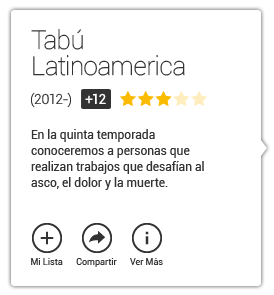 Tabú
Latinoamerica
(2012-) +12
En la quinta temporada
conoceremos a personas que
realizan trabajos que desafían al
asco, el dolor y la muerte.
Mi Lista Compartir Ver Más